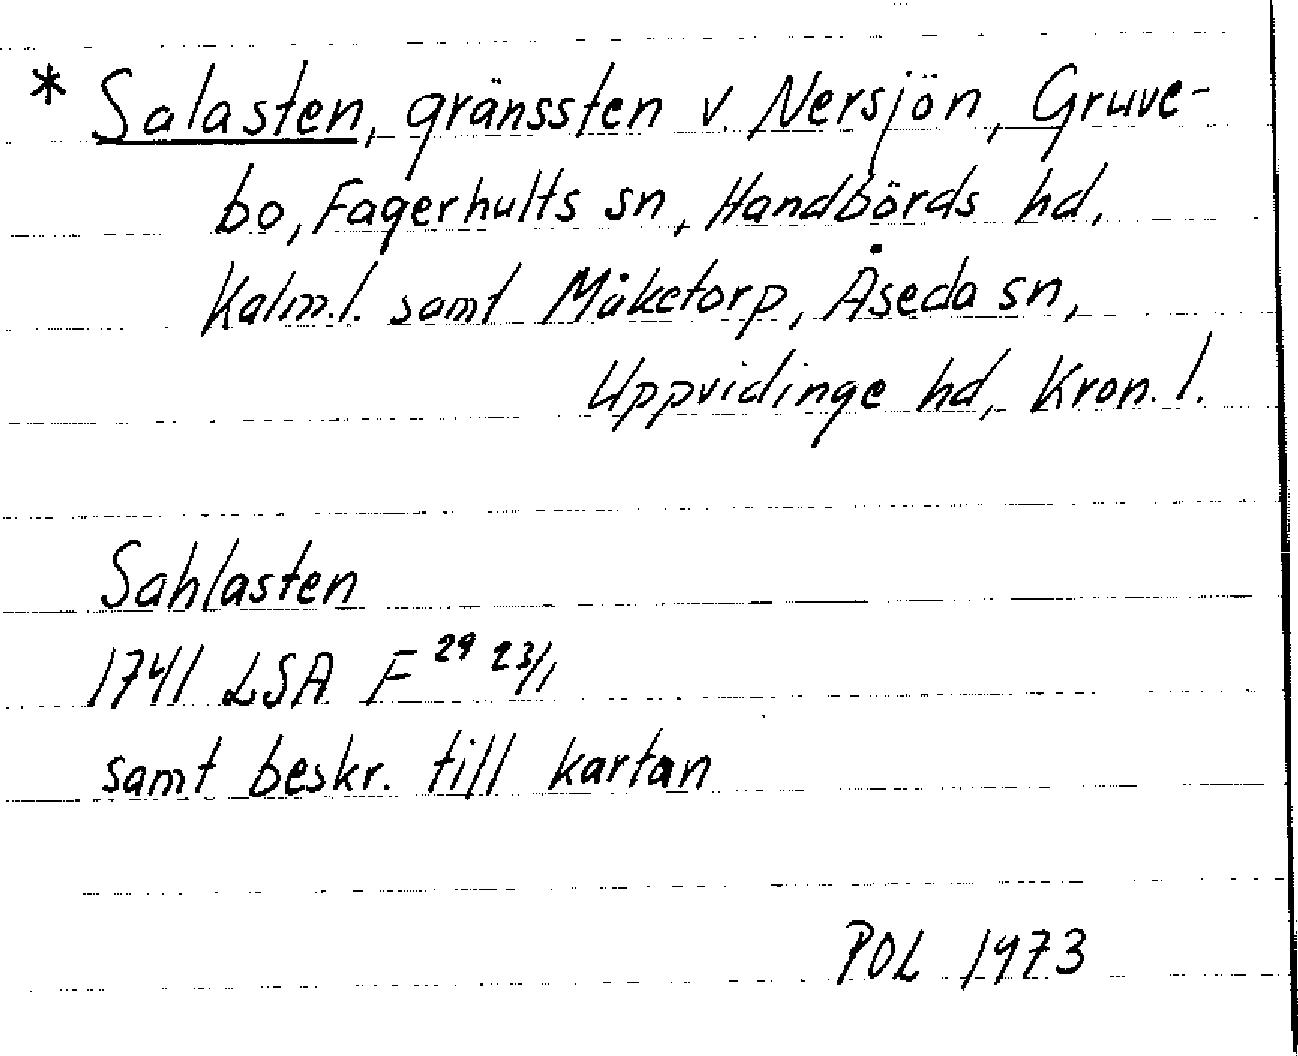 * Salasten, gränssten v. Nersjön, Gruve-
bo, Fagerhults sn, Handbörds hd,
Kalm.l. samt Måketorp, Åseda sn,
Uppvidinge hd, Kron. l.
Sahlasten
1741 LSA F 29 23/1
samt beskr. till kartan
POL 1973